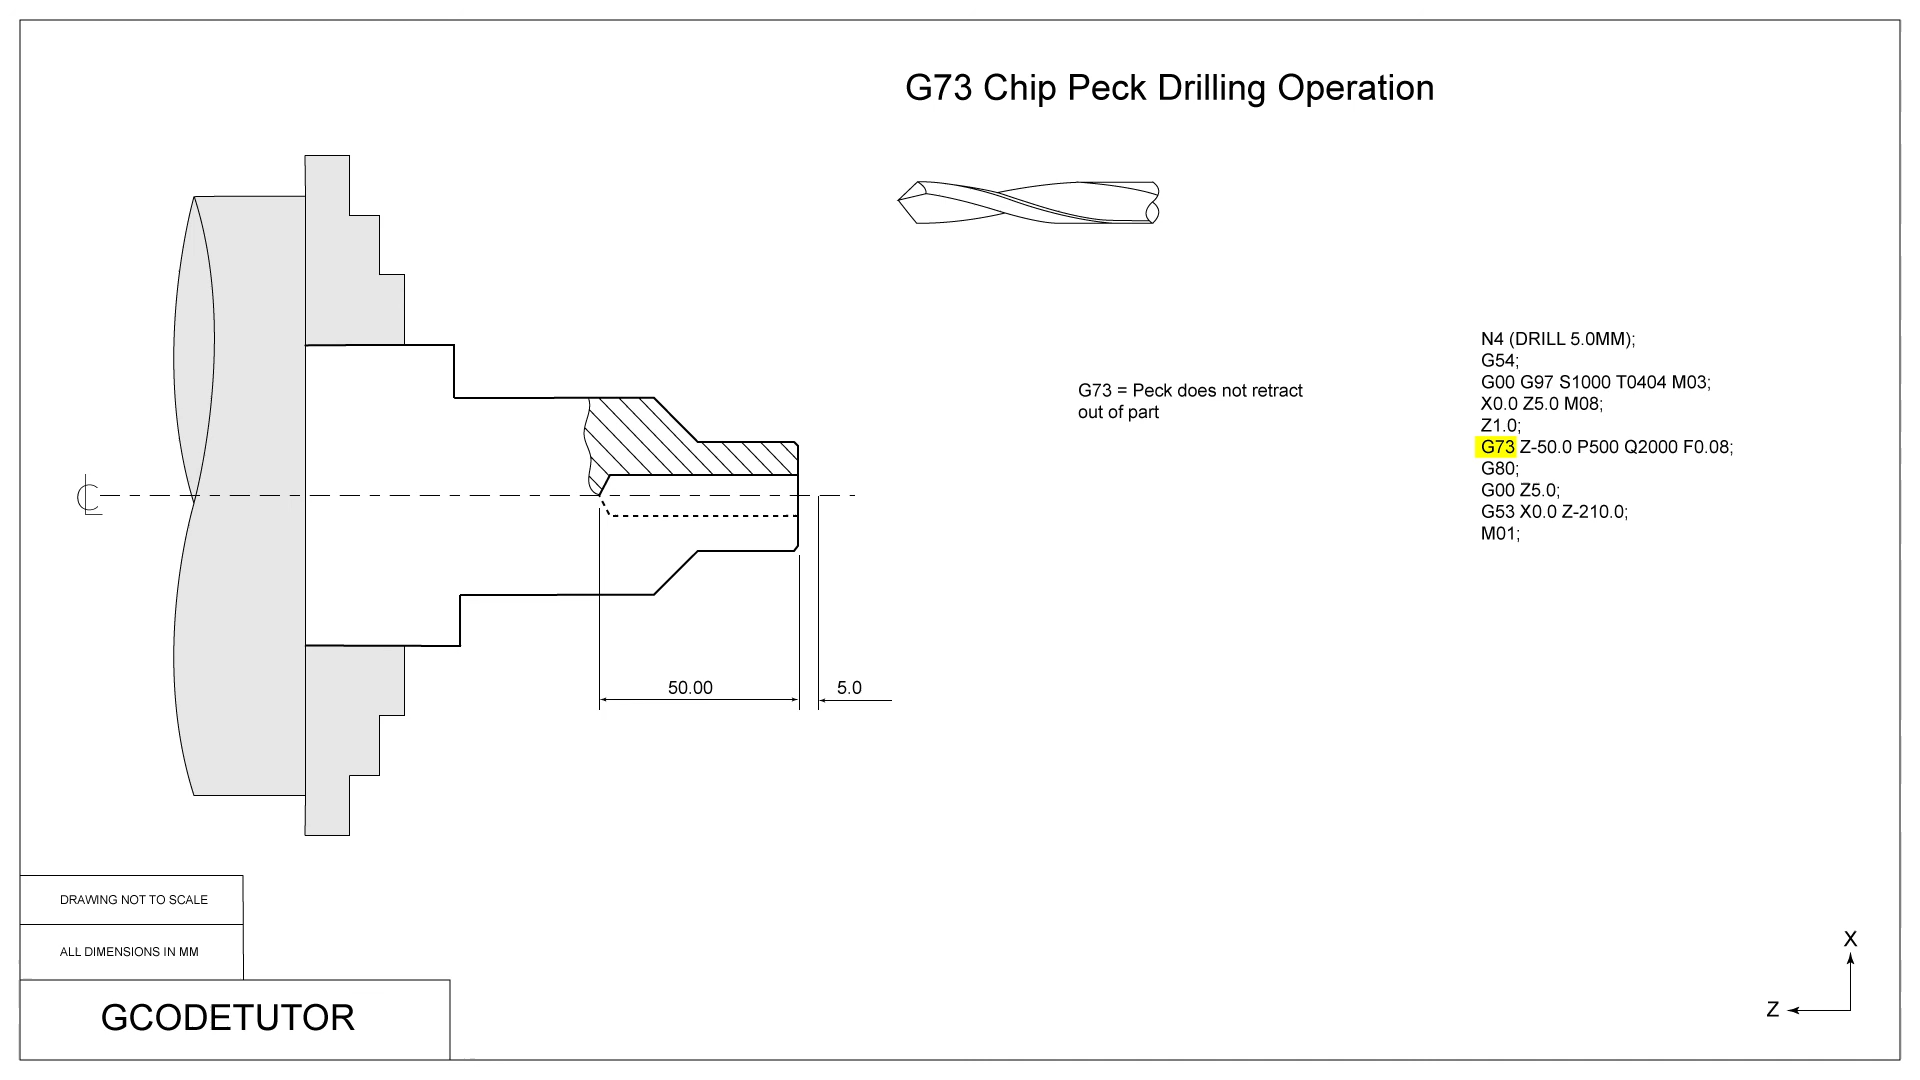 G73 Chip Peck Drilling Operation
N4 (DRILL 5.0MM);
G54;
G00 G97 S1000 T0404 M03;
G73 = Peck does not retract
out of part
X0.0 Z5.0 M08;
Z1.0;
G73 Z-50.0 P500 Q2000 F0.08;
G80;
G00 Z5.0;
G53 X0.0 Z-210.0;
M01;
CL
50.00
5.0
DRAWING NOT TO SCALE
ALL DIMENSIONS IN MM
GCODETUTOR
X
Z